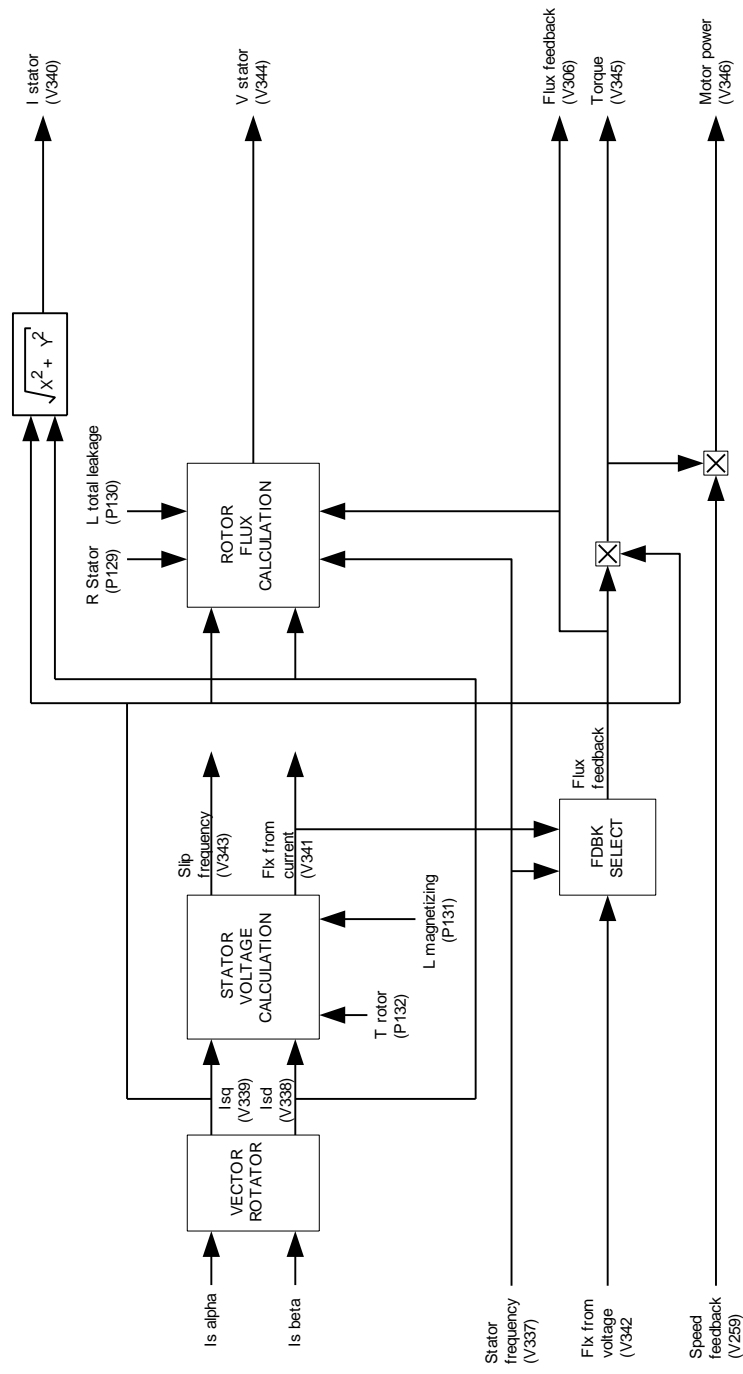 I stator
(V340)
√X² + Y²
V stator
(V344)
L total leakage
(P130)
R Stator
(P129)
ROTOR
FLUX
CALCULATION
Slip
frequency
(V343)
Flx from
current
(V341
STATOR
VOLTAGE
CALCULATION
L magnetizing
(P131)
T rotor
(P132)
Isq
(V339)
Isd
(V338)
VECTOR
ROTATOR
Is alpha
Is beta
Flux feedback
(V306)
Torque
(V345)
Motor power
(V346)
Flux
feedback
FDBK
SELECT
Stator
frequency
(V337)
Flx from
voltage
(V342
Speed
feedback
(V259)